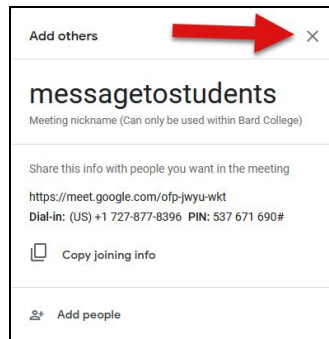 Add others
messagetostudents
Meeting nickname (Can only be used within Bard College)
Share this info with people you want in the meeting
https://meet.google.com/ofp-jwyu-wkt
Dial-in: (US) +1 727-877-8396 PIN: 537 671 690#
Copy joining info
Add people